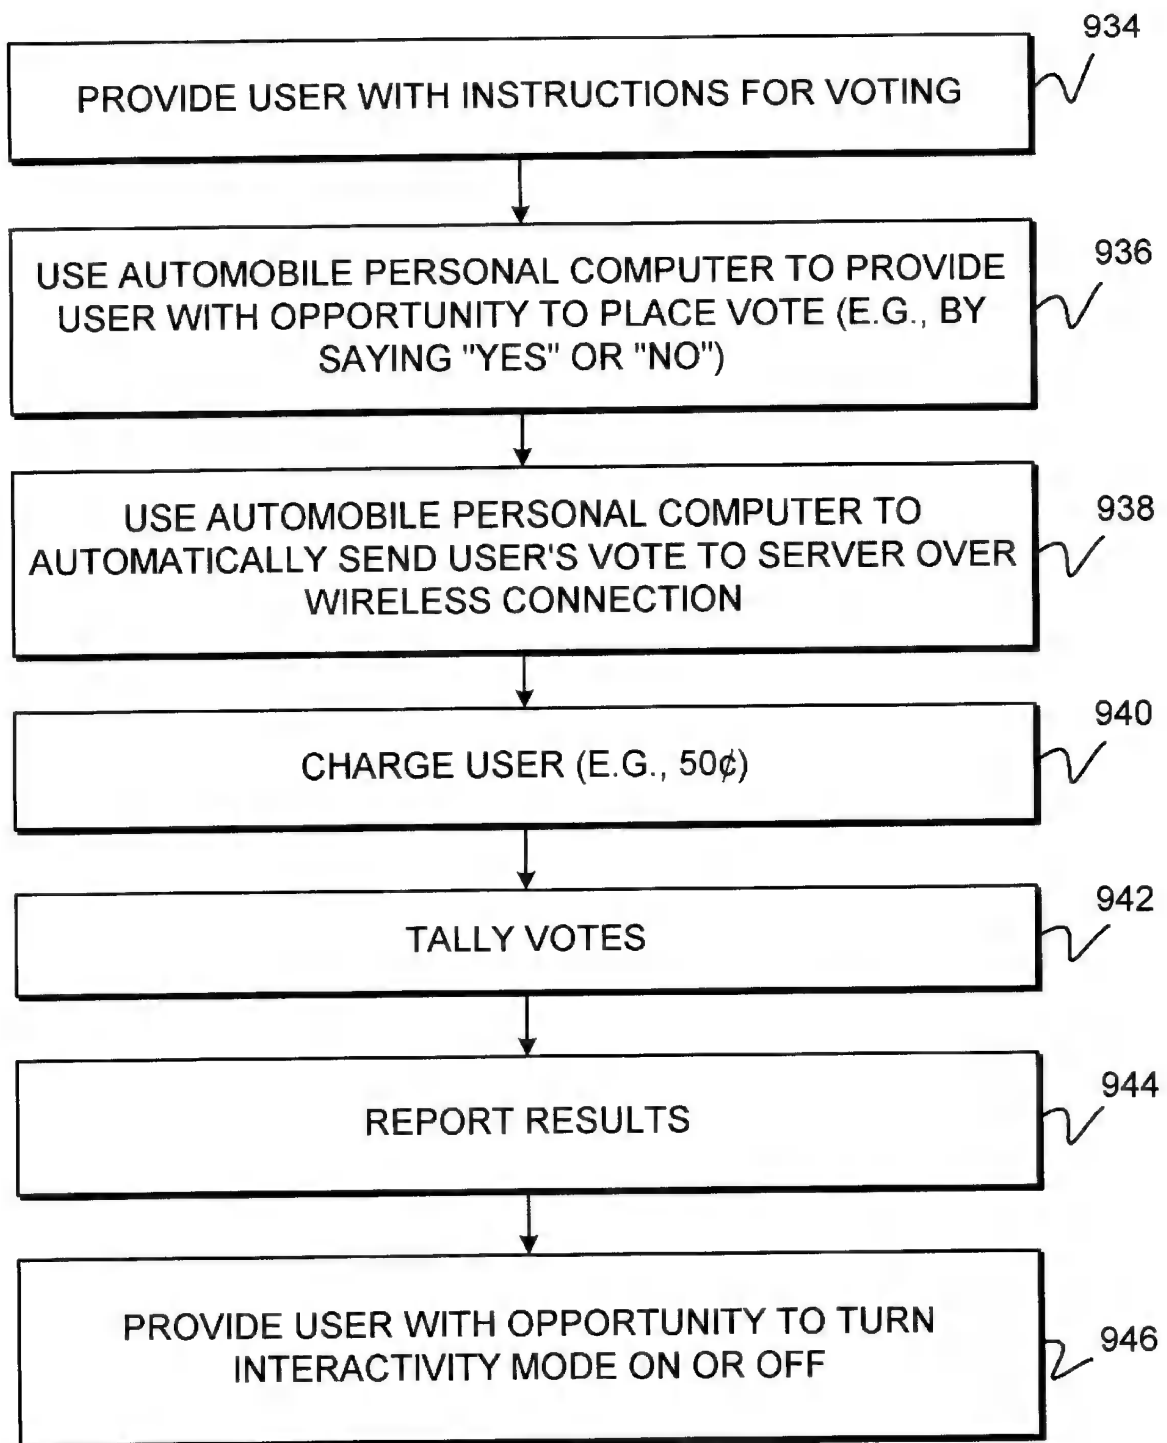 934
PROVIDE USER WITH INSTRUCTIONS FOR VOTING
936
USE AUTOMOBILE PERSONAL COMPUTER TO PROVIDE
USER WITH OPPORTUNITY TO PLACE VOTE (E.G., BY
SAYING "YES" OR "NO")
938
USE AUTOMOBILE PERSONAL COMPUTER TO
AUTOMATICALLY SEND USER'S VOTE TO SERVER OVER
WIRELESS CONNECTION
940
CHARGE USER (E.G., 50¢)
942
TALLY VOTES
944
REPORT RESULTS
946
PROVIDE USER WITH OPPORTUNITY TO TURN
INTERACTIVITY MODE ON OR OFF